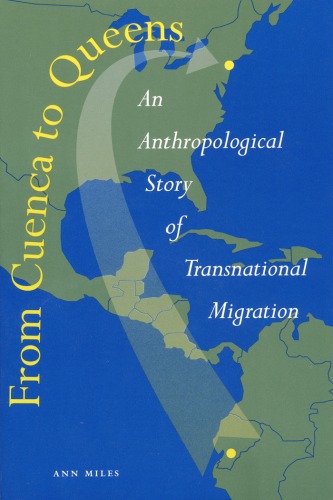 From Cuenca to Queens
An
Anthropological
Story
of
Transnational
Migration
ANN MILES